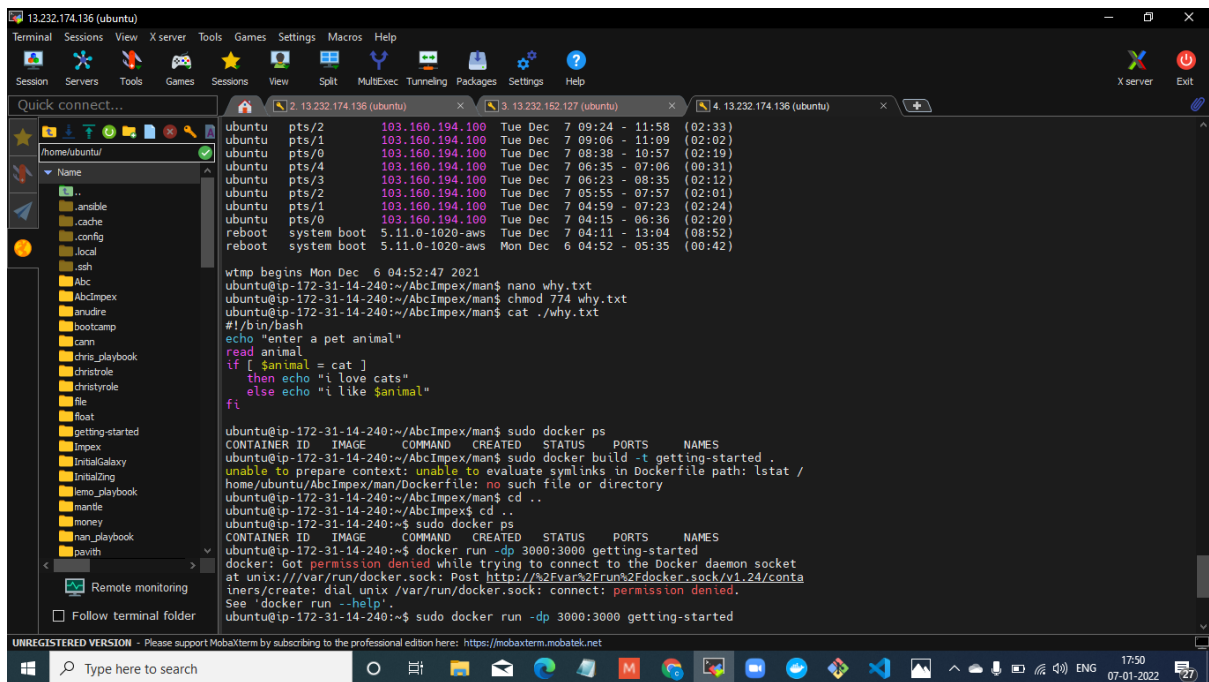 13.232.174.136 (ubuntu)
Terminal Sessions View X server Tools Games Settings Macros Help
Session Servers Tools Games Sessions View Split MultiExec Tunneling Packages Settings Help X server Exit
Quick connect...
2. 13.232.174.136 (ubuntu) 3. 13.232.152.127 (ubuntu) 4. 13.232.174.136 (ubuntu)
/home/ubuntu/
Name
..
.ansible
.cache
.config
.local
.ssh
Abc
AbcImpex
anudire
bootcamp
cann
chris_playbook
christrole
christyrole
file
float
getting-started
Impex
InitialGalaxy
InitialZing
lemo_playbook
mantle
money
nan_playbook
pavith
Remote monitoring
Follow terminal folder
ubuntu pts/2 103.160.194.100 Tue Dec 7 09:24 - 11:58 (02:33)
ubuntu pts/1 103.160.194.100 Tue Dec 7 09:06 - 11:09 (02:02)
ubuntu pts/0 103.160.194.100 Tue Dec 7 08:38 - 10:57 (02:19)
ubuntu pts/4 103.160.194.100 Tue Dec 7 06:35 - 07:06 (00:31)
ubuntu pts/3 103.160.194.100 Tue Dec 7 06:23 - 08:35 (02:12)
ubuntu pts/2 103.160.194.100 Tue Dec 7 05:55 - 07:57 (02:01)
ubuntu pts/1 103.160.194.100 Tue Dec 7 04:59 - 07:23 (02:24)
ubuntu pts/0 103.160.194.100 Tue Dec 7 04:15 - 06:36 (02:20)
reboot system boot 5.11.0-1020-aws Tue Dec 7 04:11 - 13:04 (08:52)
reboot system boot 5.11.0-1020-aws Mon Dec 6 04:52 - 05:35 (00:42)
wtmp begins Mon Dec 6 04:52:47 2021
ubuntu@ip-172-31-14-240:~/AbcImpex/man$ nano why.txt
ubuntu@ip-172-31-14-240:~/AbcImpex/man$ chmod 774 why.txt
ubuntu@ip-172-31-14-240:~/AbcImpex/man$ cat ./why.txt
#!/bin/bash
echo "enter a pet animal"
read animal
if [ $animal = cat ]
then echo "i love cats"
else echo "i like $animal"
fi
ubuntu@ip-172-31-14-240:~/AbcImpex/man$ sudo docker ps
CONTAINER ID IMAGE COMMAND CREATED STATUS PORTS NAMES
ubuntu@ip-172-31-14-240:~/AbcImpex/man$ sudo docker build -t getting-started .
unable to prepare context: unable to evaluate symlinks in Dockerfile path: lstat /
home/ubuntu/AbcImpex/man/Dockerfile: no such file or directory
ubuntu@ip-172-31-14-240:~/AbcImpex/man$ cd ..
ubuntu@ip-172-31-14-240:~/AbcImpex$ cd ..
ubuntu@ip-172-31-14-240:~$ sudo docker ps
CONTAINER ID IMAGE COMMAND CREATED STATUS PORTS NAMES
ubuntu@ip-172-31-14-240:~$ docker run -dp 3000:3000 getting-started
docker: Got permission denied while trying to connect to the Docker daemon socket
at unix:///var/run/docker.sock: Post http://%2Fvar%2Frun%2Fdocker.sock/v1.24/conta
iners/create: dial unix /var/run/docker.sock: connect: permission denied.
See 'docker run --help'.
ubuntu@ip-172-31-14-240:~$ sudo docker run -dp 3000:3000 getting-started
UNREGISTERED VERSION - Please support MobaXterm by subscribing to the professional edition here: https://mobaxterm.mobatek.net
Type here to search
ENG
17:50
07-01-2022
27